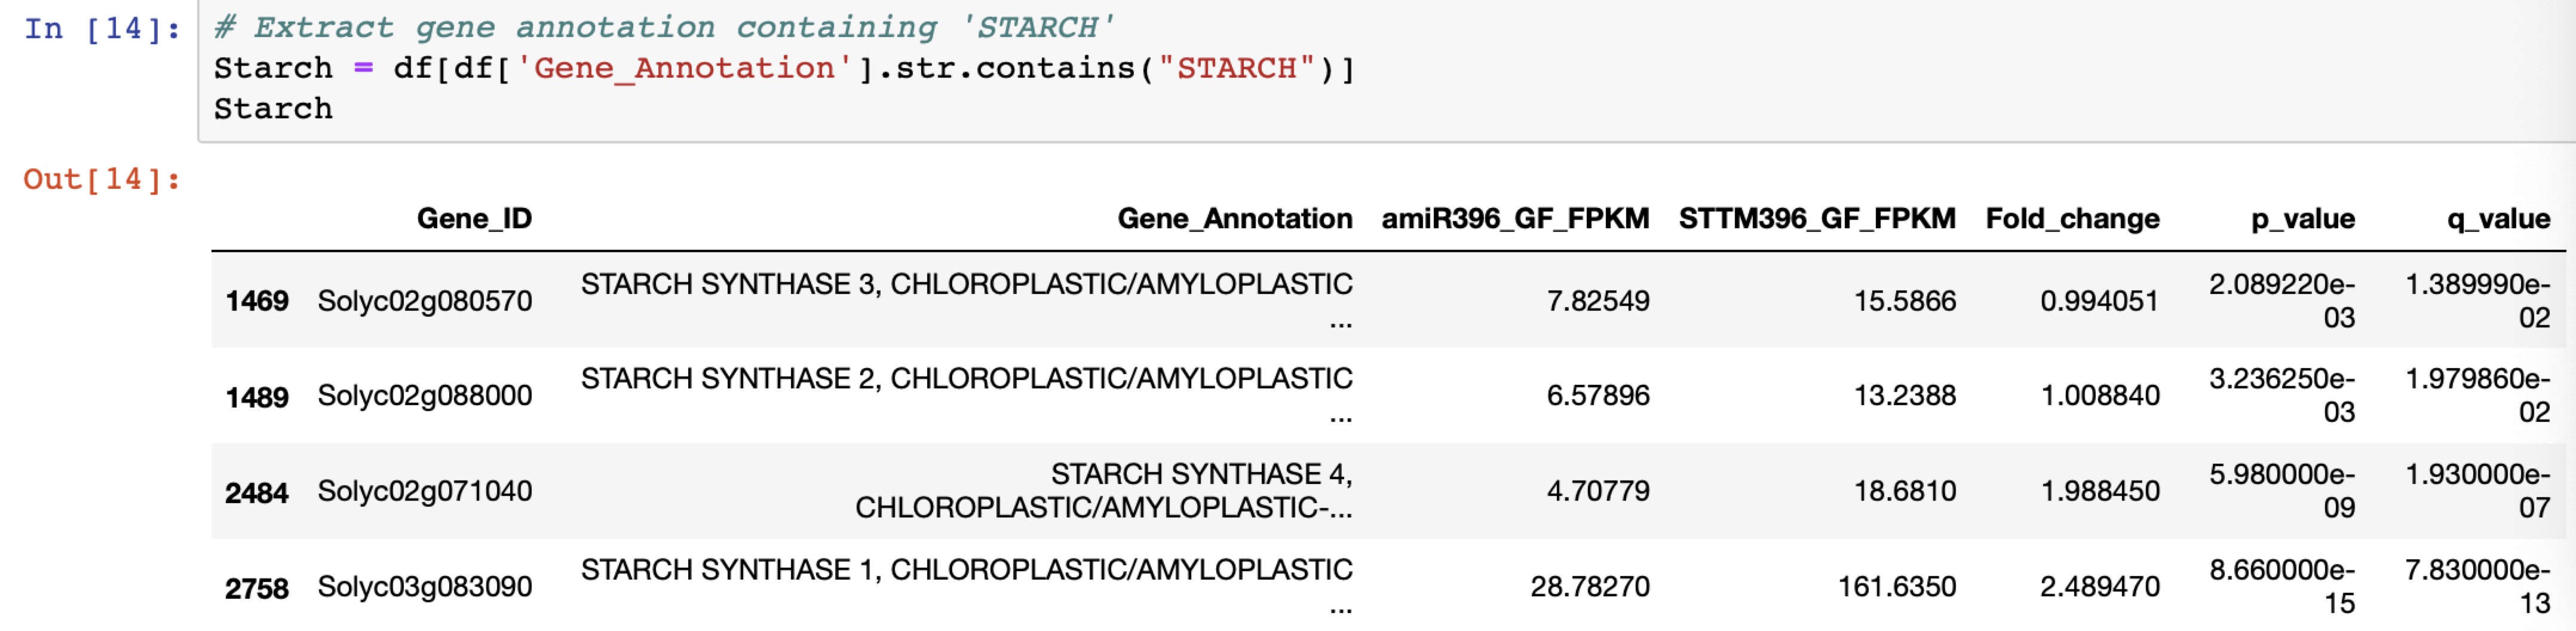 In [14]: # Extract gene annotation containing 'STARCH'
Starch = df[df['Gene_Annotation'].str.contains("STARCH")]
Starch
Out[14]:
Gene_ID Gene_Annotation amiR396_GF_FPKM STTM396_GF_FPKM Fold_change p_value q_value
1469 Solyc02g080570 STARCH SYNTHASE 3, CHLOROPLASTIC/AMYLOPLASTIC 7.82549 15.5866 0.994051 2.089220e- 1.389990e-
... 03 02
1489 Solyc02g088000 STARCH SYNTHASE 2, CHLOROPLASTIC/AMYLOPLASTIC 6.57896 13.2388 1.008840 3.236250e- 1.979860e-
... 03 02
2484 Solyc02g071040 STARCH SYNTHASE 4, 4.70779 18.6810 1.988450 5.980000e- 1.930000e-
CHLOROPLASTIC/AMYLOPLASTIC-... 09 07
2758 Solyc03g083090 STARCH SYNTHASE 1, CHLOROPLASTIC/AMYLOPLASTIC 28.78270 161.6350 2.489470 8.660000e- 7.830000e-
... 15 13